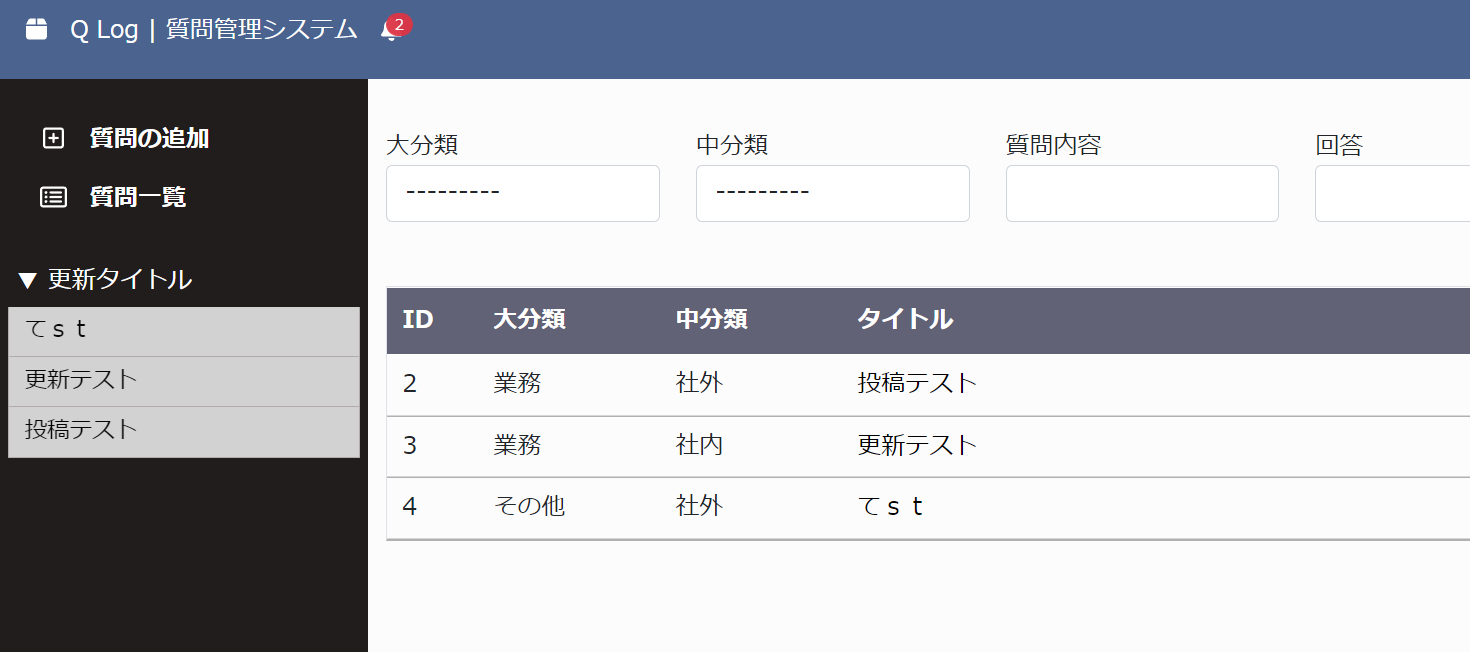 Q Log | 質問管理システム 2
質問の追加
質問一覧
▼ 更新タイトル
てｓｔ
更新テスト
投稿テスト
大分類 中分類 質問内容 回答
--------- ---------
ID 大分類 中分類 タイトル
2 業務 社外 投稿テスト
3 業務 社内 更新テスト
4 その他 社外 てｓｔ